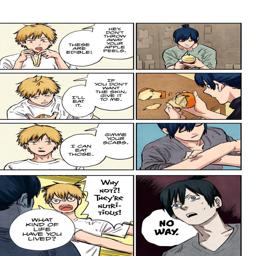 HEY,
DON'T
THROW
AWAY
YOUR
APPLE
PEELS.
THESE
ARE
EDIBLE!
IF YOU
DON'T
WANT
THE SKIN,
GIVE IT
TO ME.
I'LL
EAT
IT.
GIMME
YOUR
SCABS.
I CAN
EAT
THOSE.
WHY
NOT?!
THEY'RE
NUTRI-
TIOUS!
WHAT
KIND OF
LIFE
HAVE YOU
LIVED?
NO
WAY.